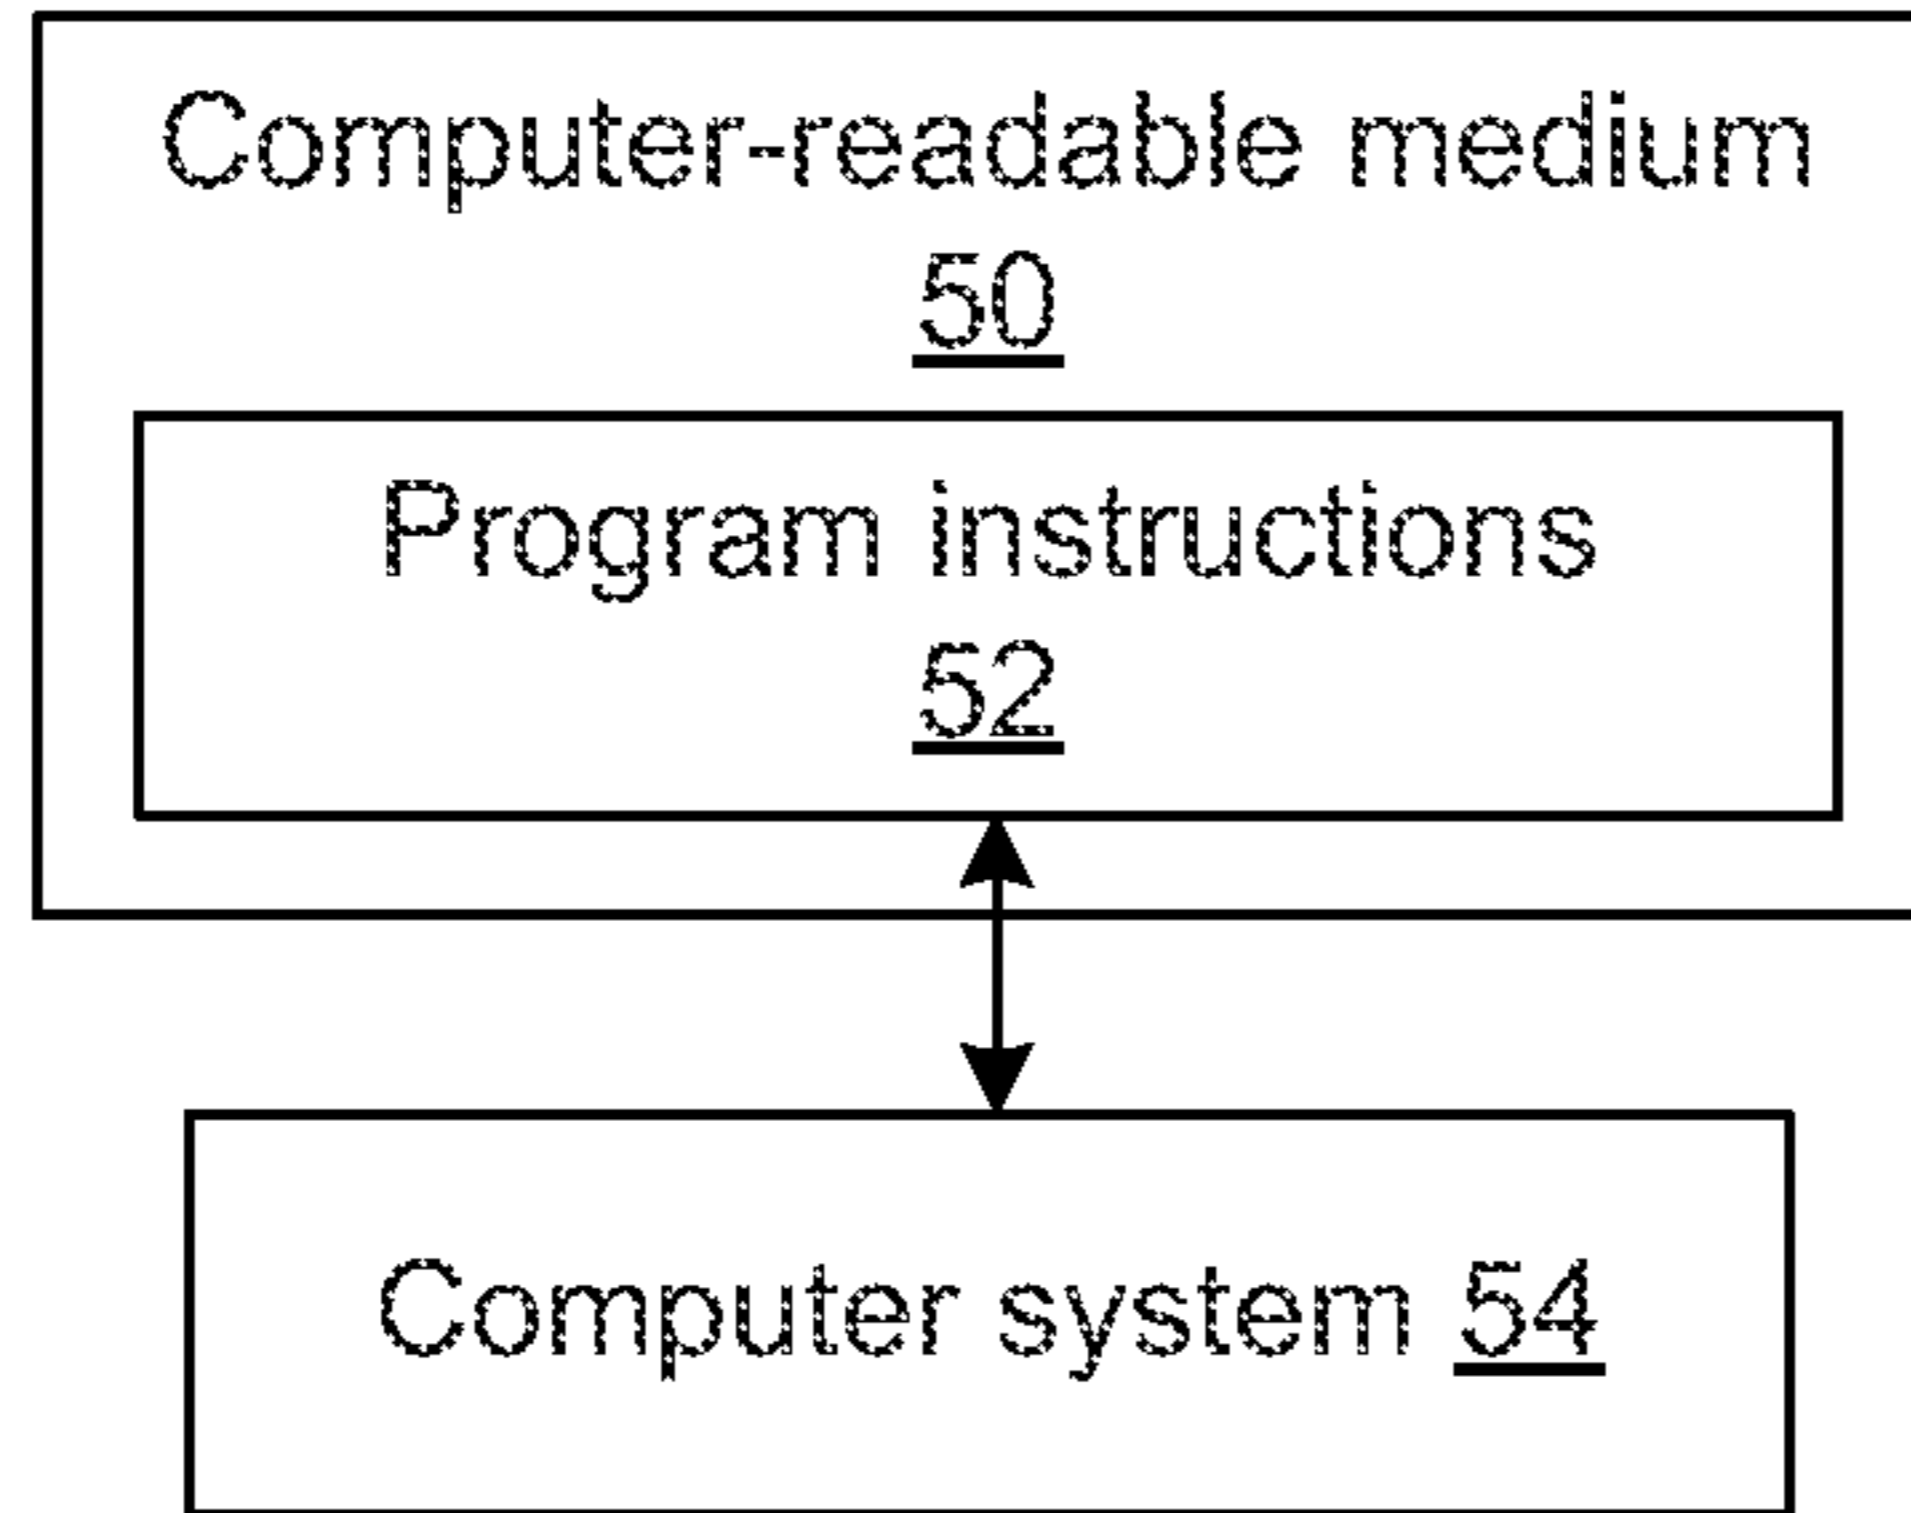 Computer-readable medium
50
Program instructions
52
Computer system 54